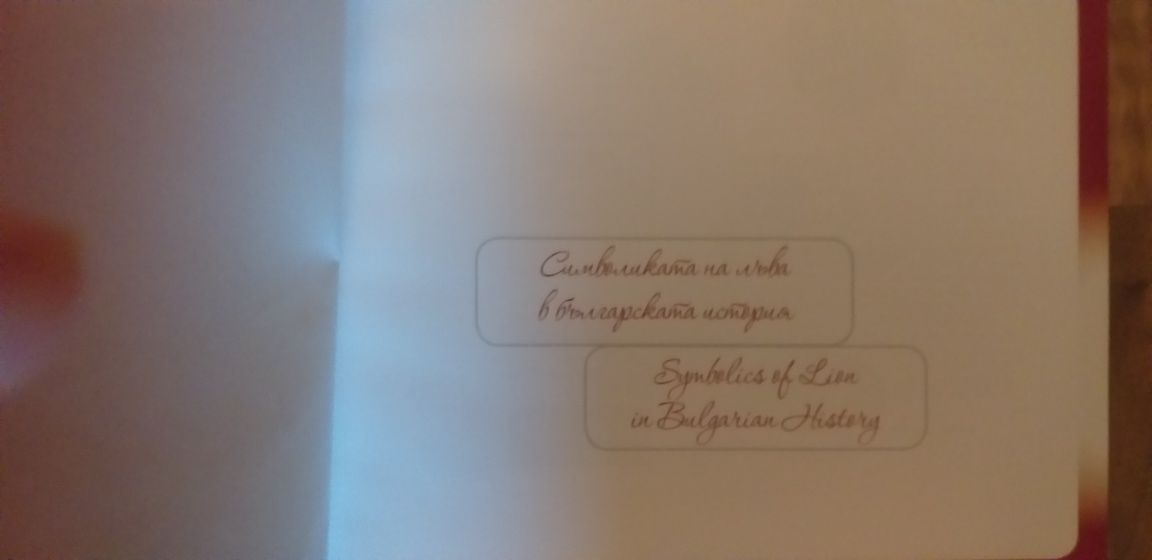 Символиката на лъва
в българската история
Symbolics of Lion
in Bulgarian History